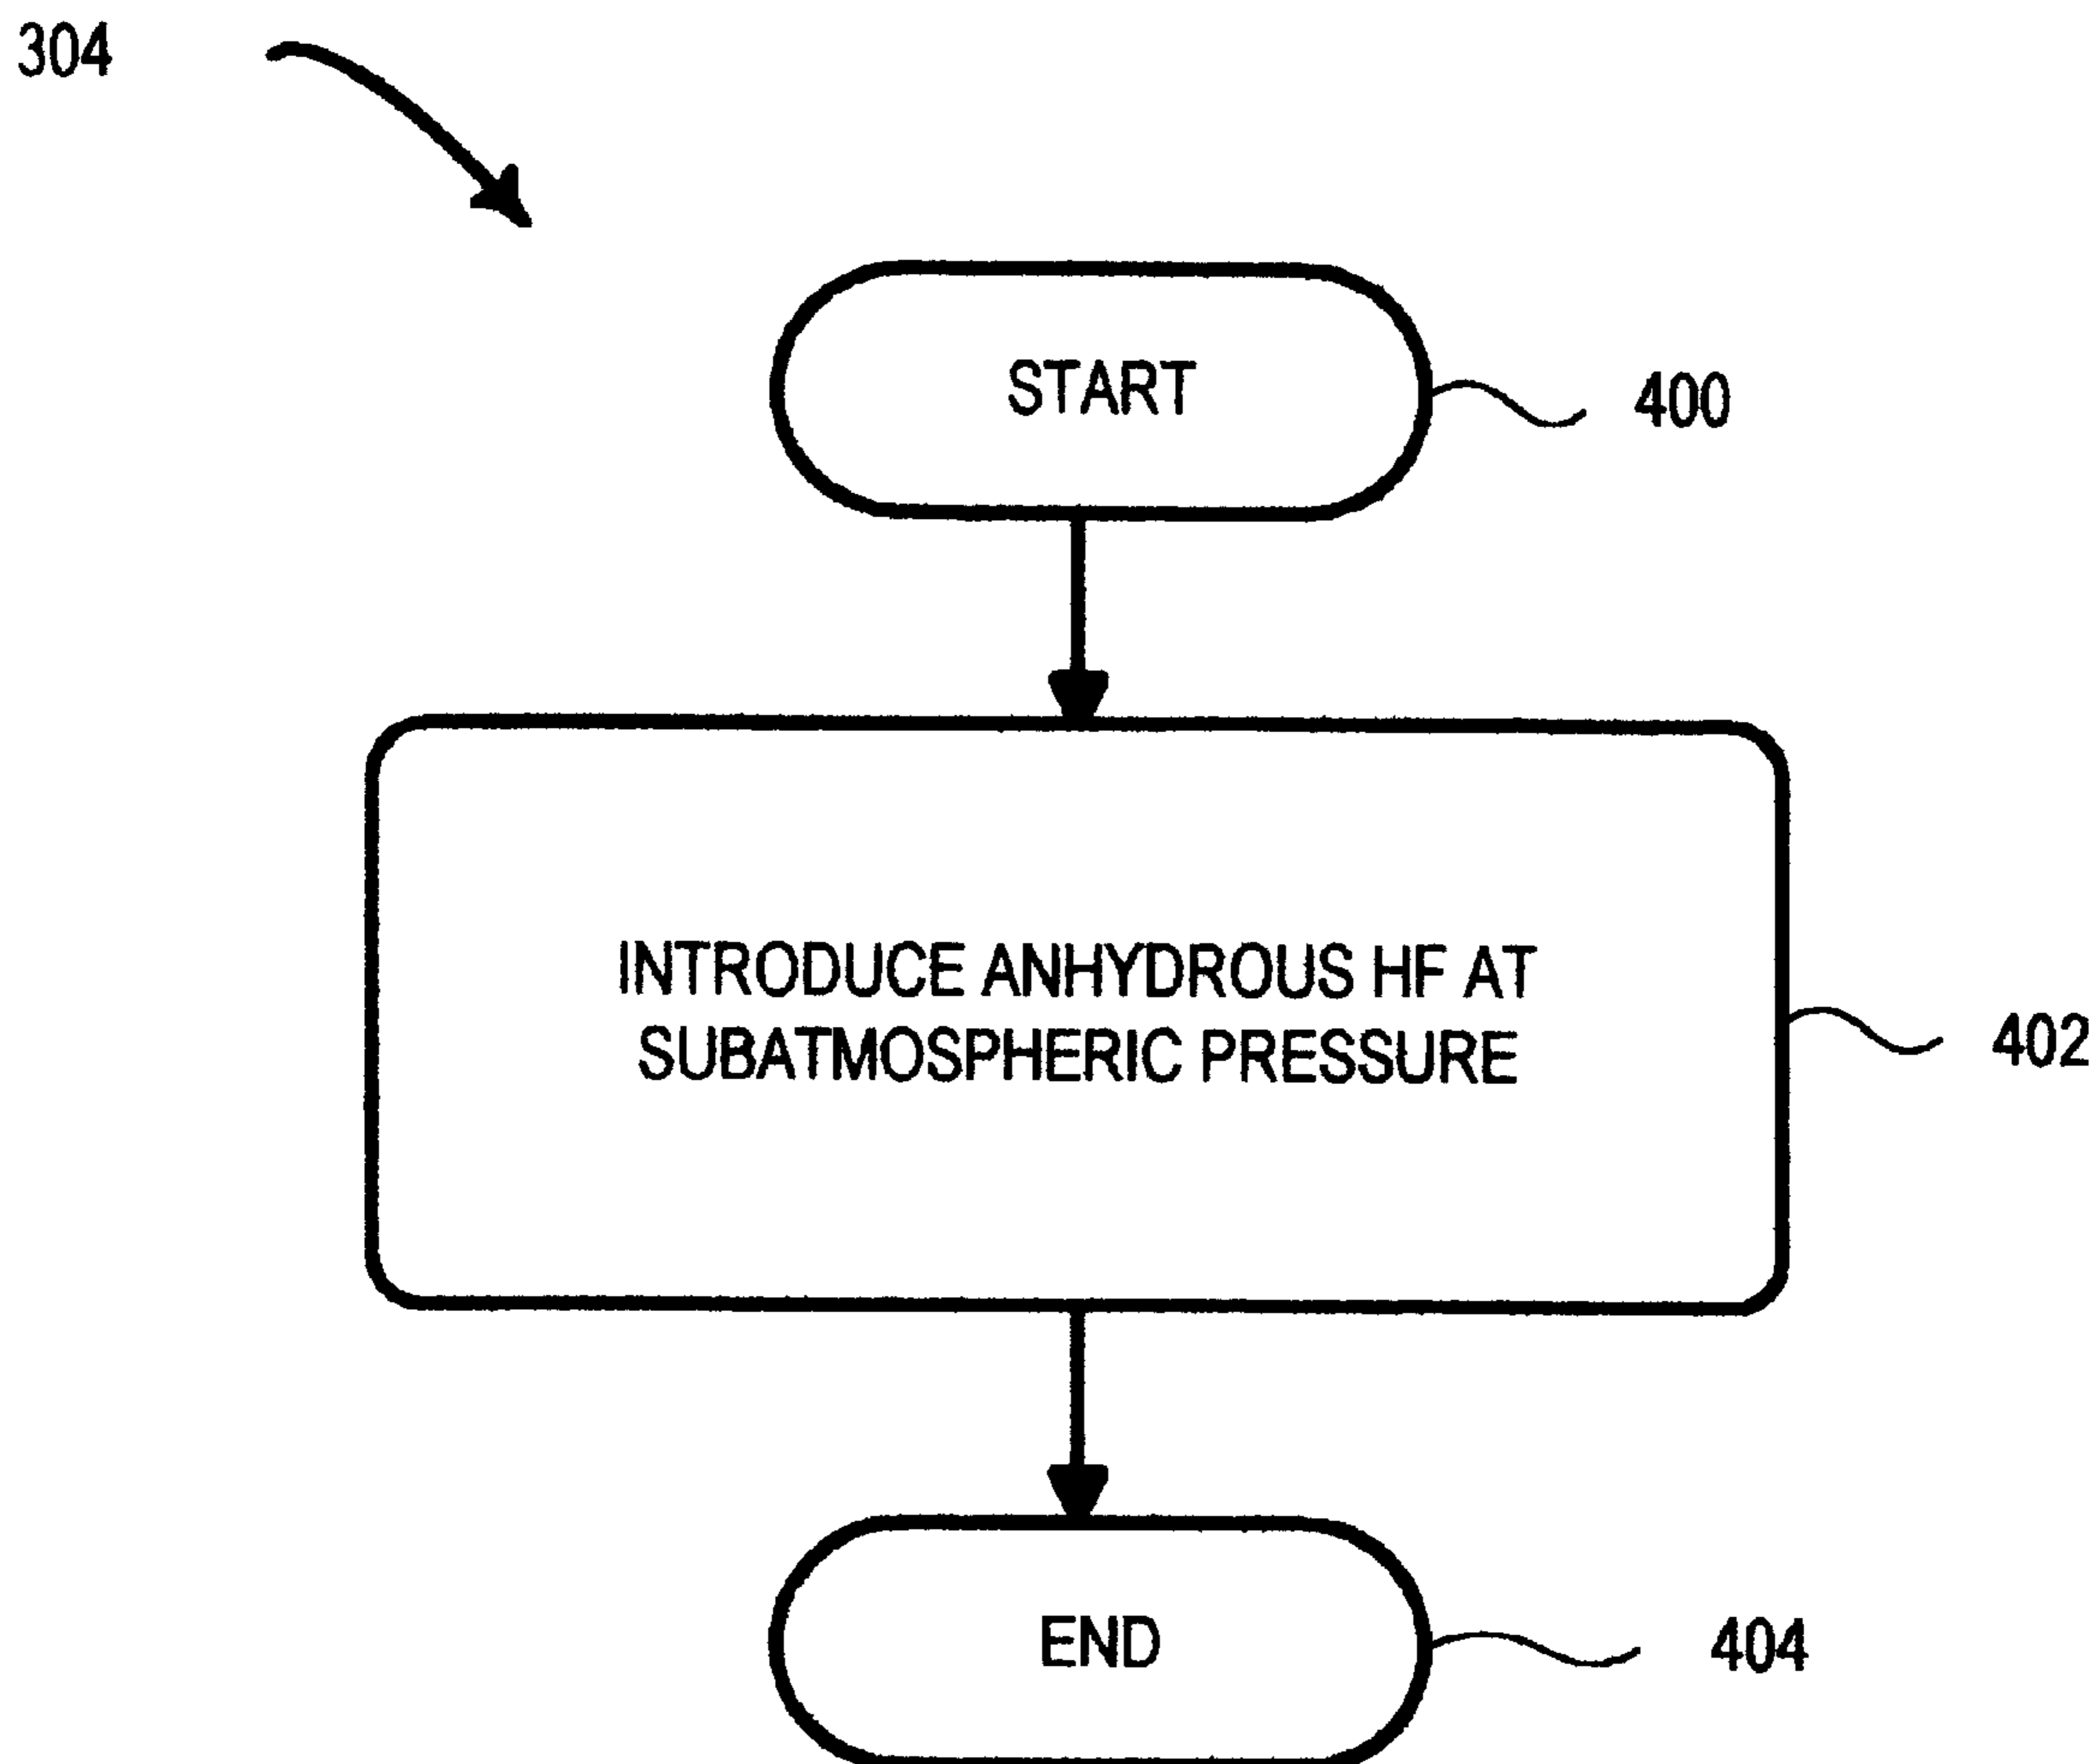 304
START
400
INTRODUCE ANHYDROUS HF AT
SUBATMOSPHERIC PRESSURE
402
END
404